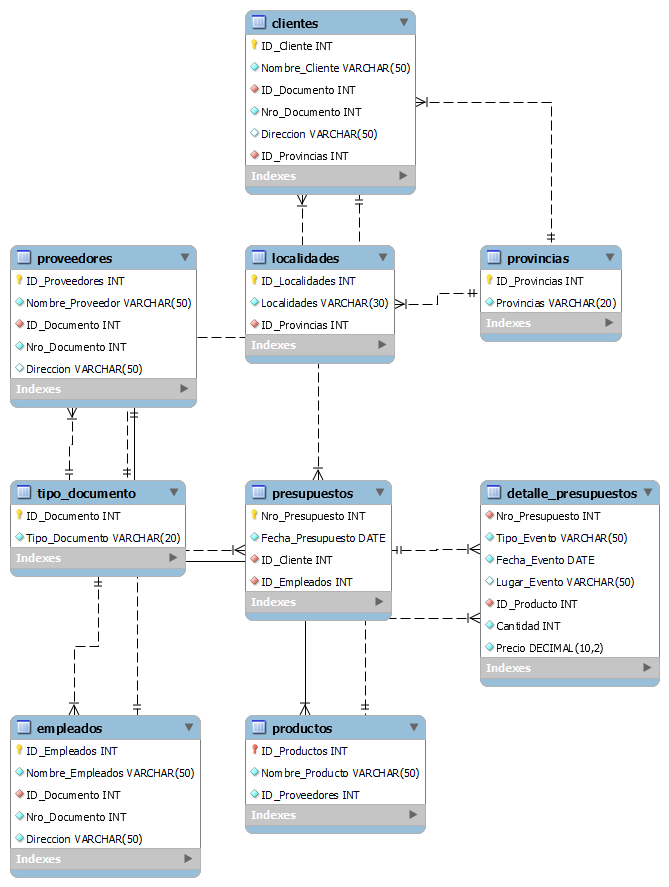 clientes
ID_Cliente INT
Nombre_Cliente VARCHAR(50)
ID_Documento INT
Nro_Documento INT
Direccion VARCHAR(50)
ID_Provincias INT
Indexes
proveedores
ID_Proveedores INT
Nombre_Proveedor VARCHAR(50)
ID_Documento INT
Nro_Documento INT
Direccion VARCHAR(50)
Indexes
localidades
ID_Localidades INT
Localidades VARCHAR(30)
ID_Provincias INT
Indexes
provincias
ID_Provincias INT
Provincias VARCHAR(20)
Indexes
tipo_documento
ID_Documento INT
Tipo_Documento VARCHAR(20)
Indexes
presupuestos
Nro_Presupuesto INT
Fecha_Presupuesto DATE
ID_Cliente INT
ID_Empleados INT
Indexes
detalle_presupuestos
Nro_Presupuesto INT
Tipo_Evento VARCHAR(50)
Fecha_Evento DATE
Lugar_Evento VARCHAR(50)
ID_Producto INT
Cantidad INT
Precio DECIMAL(10,2)
Indexes
empleados
ID_Empleados INT
Nombre_Empleados VARCHAR(50)
ID_Documento INT
Nro_Documento INT
Direccion VARCHAR(50)
Indexes
productos
ID_Productos INT
Nombre_Producto VARCHAR(50)
ID_Proveedores INT
Indexes